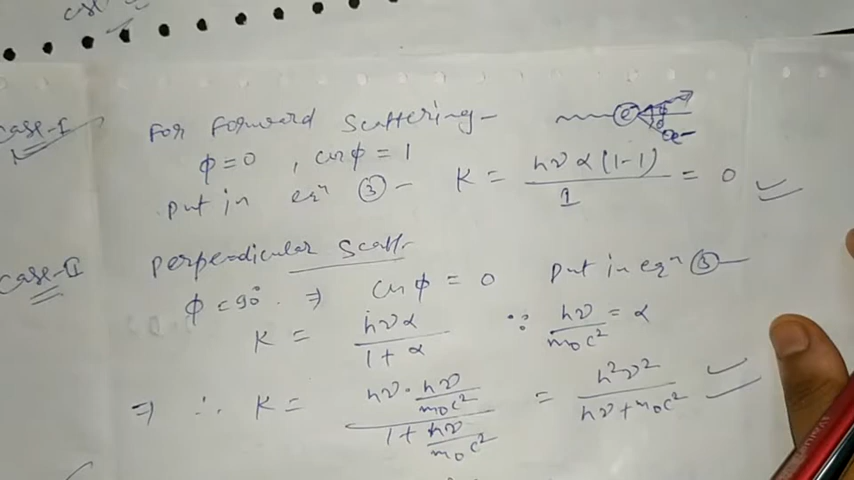 Case-I
For Forward Scattering-
e
φ = 0 , cosφ = 1
Put in eqⁿ ③ - K = hν α (1-1) / 1 = 0
Case-II
Perpendicular Scatt.
φ = 90° ⇒ cosφ = 0 Put in eqⁿ ③ -
K = hν α / 1 + α ∵ hν / m₀c² = α
⇒ ∴ K = hν · hν/m₀c² / 1 + hν/m₀c² = h²ν² / hν + m₀c²